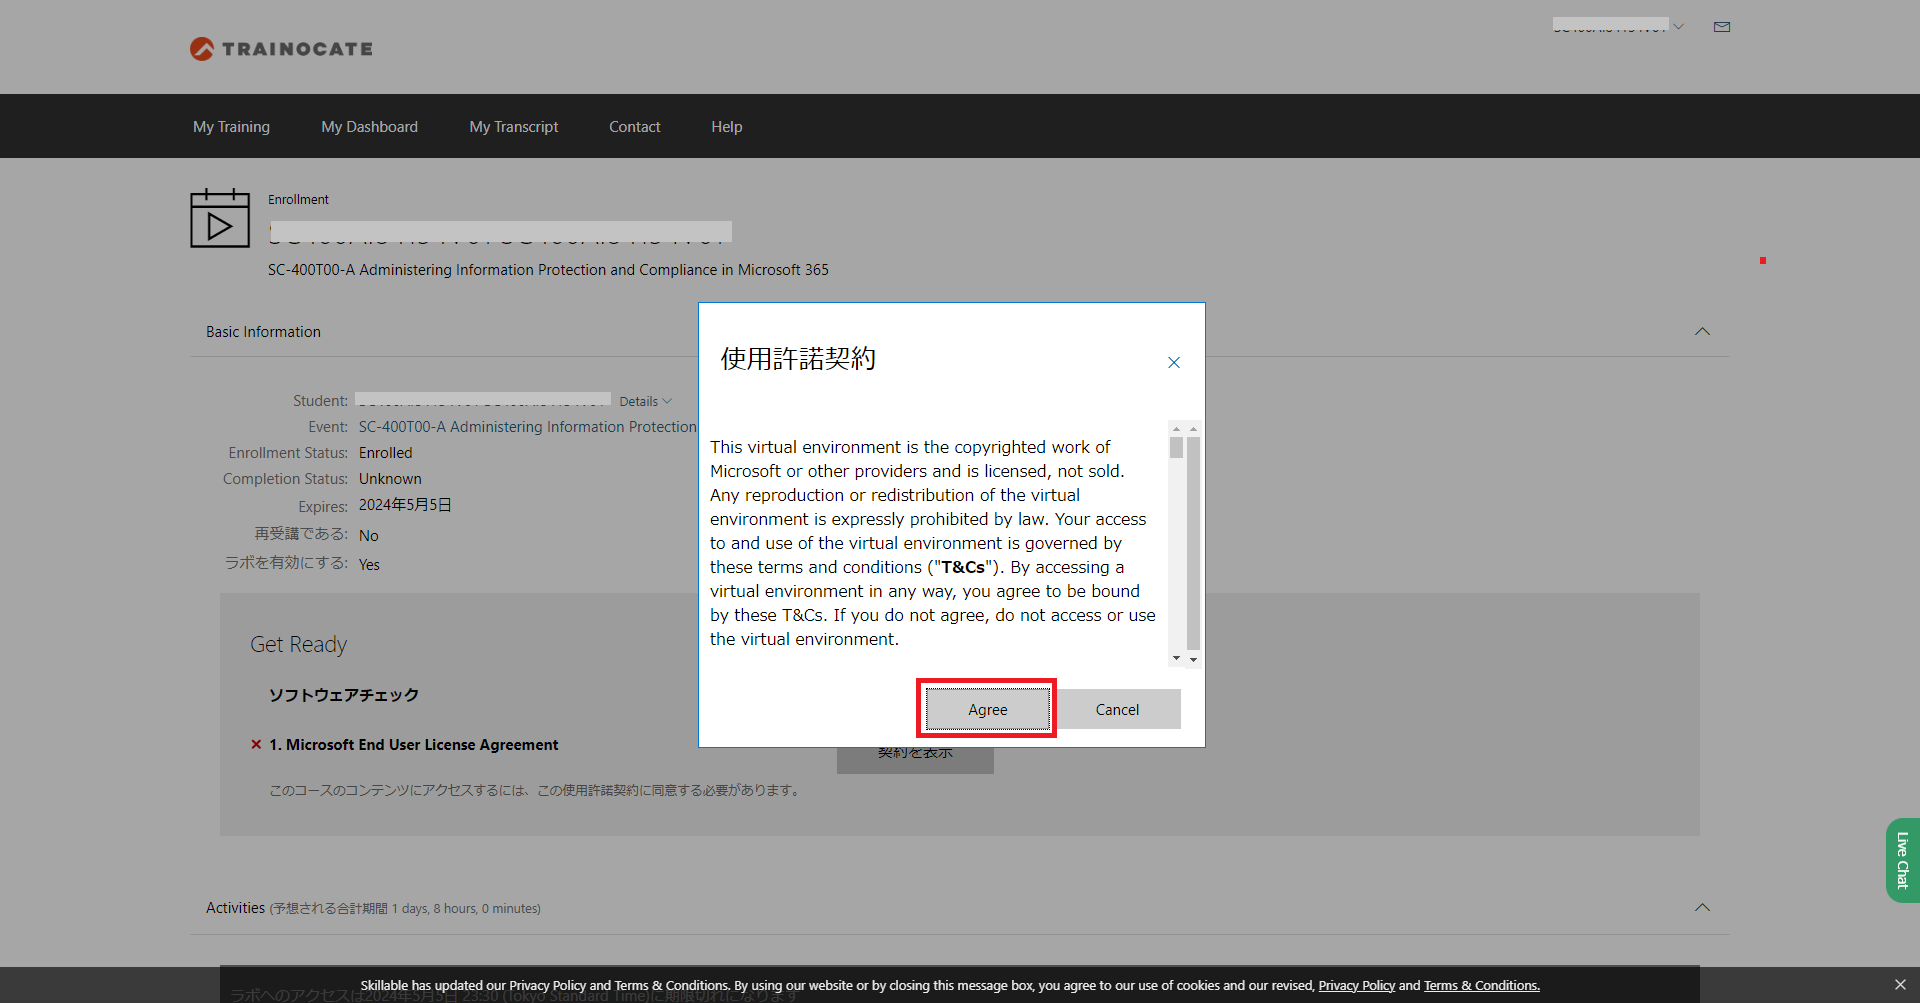 TRAINOCATE
My Training
My Dashboard
My Transcript
Contact
Help
Enrollment
SC-400T00-A Administering Information Protection and Compliance in Microsoft 365
Basic Information
Student:
Details
Event: SC-400T00-A Administering Information Protection
Enrollment Status: Enrolled
Completion Status: Unknown
Expires: 2024年5月5日
再受講である: No
ラボを有効にする: Yes
使用許諾契約
This virtual environment is the copyrighted work of
Microsoft or other providers and is licensed, not sold.
Any reproduction or redistribution of the virtual
environment is expressly prohibited by law. Your access
to and use of the virtual environment is governed by
these terms and conditions ("T&Cs"). By accessing a
virtual environment in any way, you agree to be bound
by these T&Cs. If you do not agree, do not access or use
the virtual environment.
Agree
Cancel
Get Ready
ソフトウェアチェック
1. Microsoft End User License Agreement
契約を表示
このコースのコンテンツにアクセスするには、この使用許諾契約に同意する必要があります。
Activities (予想される合計期間 1 days, 8 hours, 0 minutes)
Live Chat
ラボへのアクセスは2024年5月5日 23:30 (Tokyo Standard Time)に期限切れになります
Skillable has updated our Privacy Policy and Terms & Conditions. By using our website or by closing this message box, you agree to our use of cookies and our revised, Privacy Policy and Terms & Conditions.